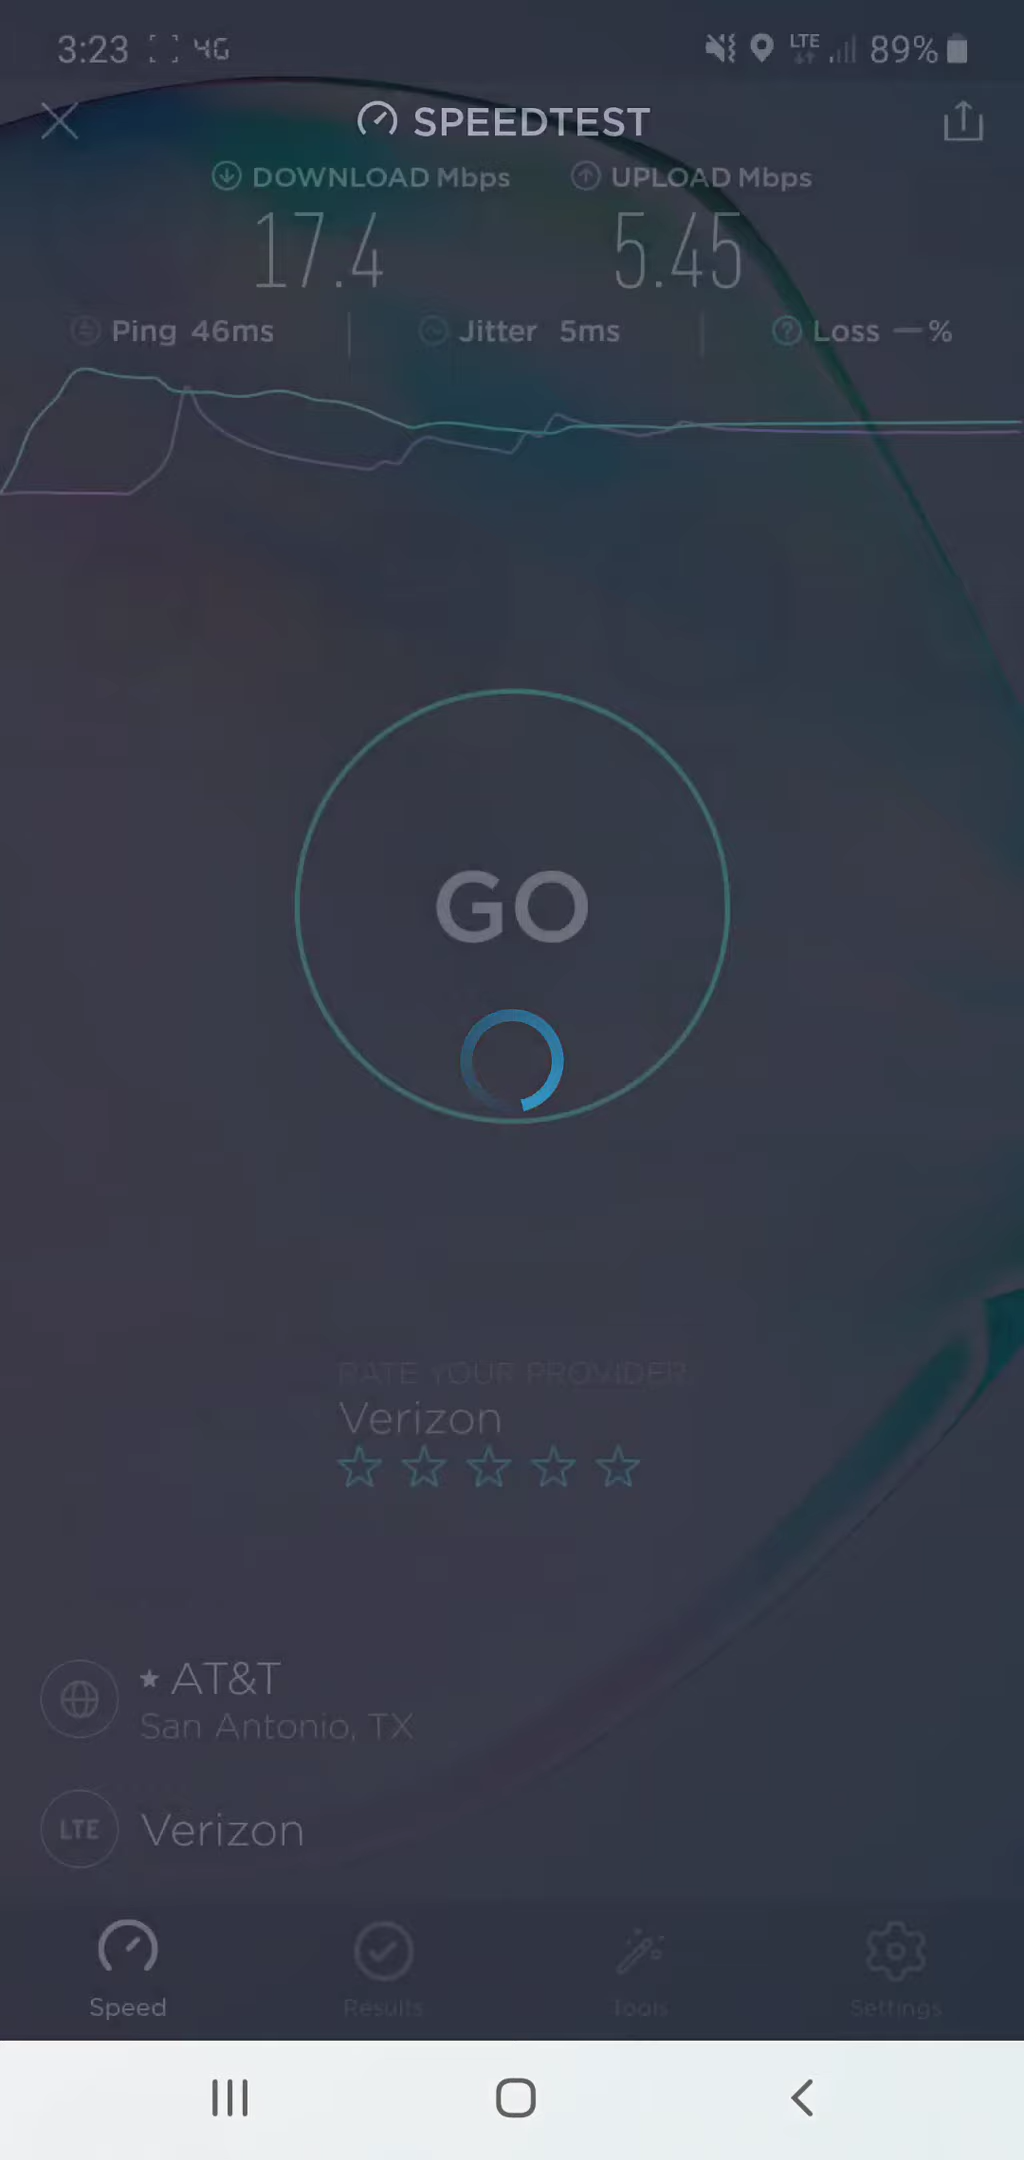 3:23 4G LTE 89%
SPEEDTEST
DOWNLOAD Mbps UPLOAD Mbps
17.4 5.45
Ping 46ms Jitter 5ms Loss — %
GO
RATE YOUR PROVIDER
Verizon
AT&T
San Antonio, TX
LTE Verizon
Speed Results Tools Settings